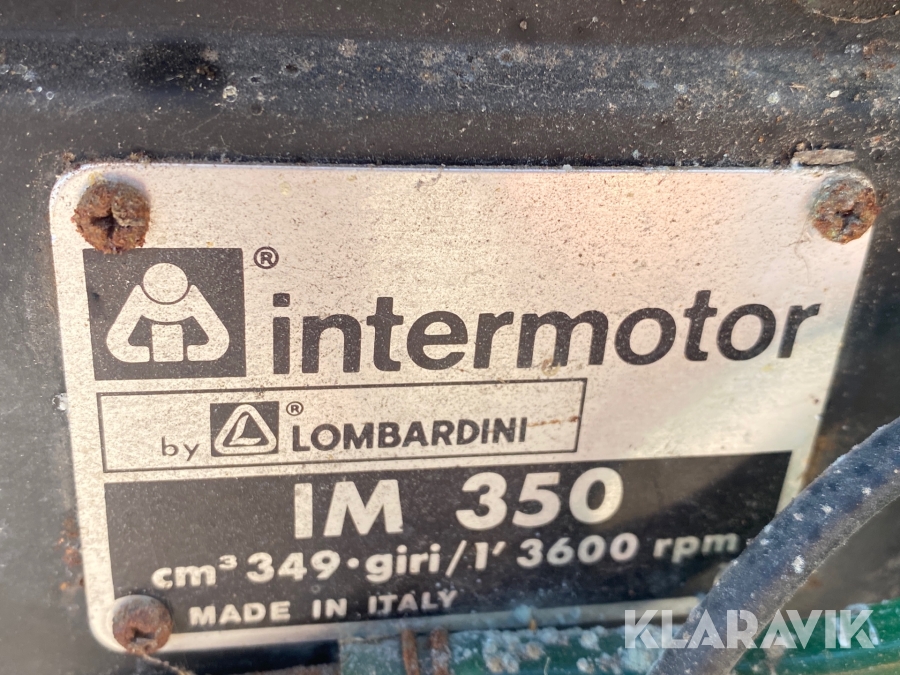 ®
intermotor
by ® LOMBARDINI
IM 350
cm³ 349·giri/1' 3600 rpm
MADE IN ITALY
KLARAVIK